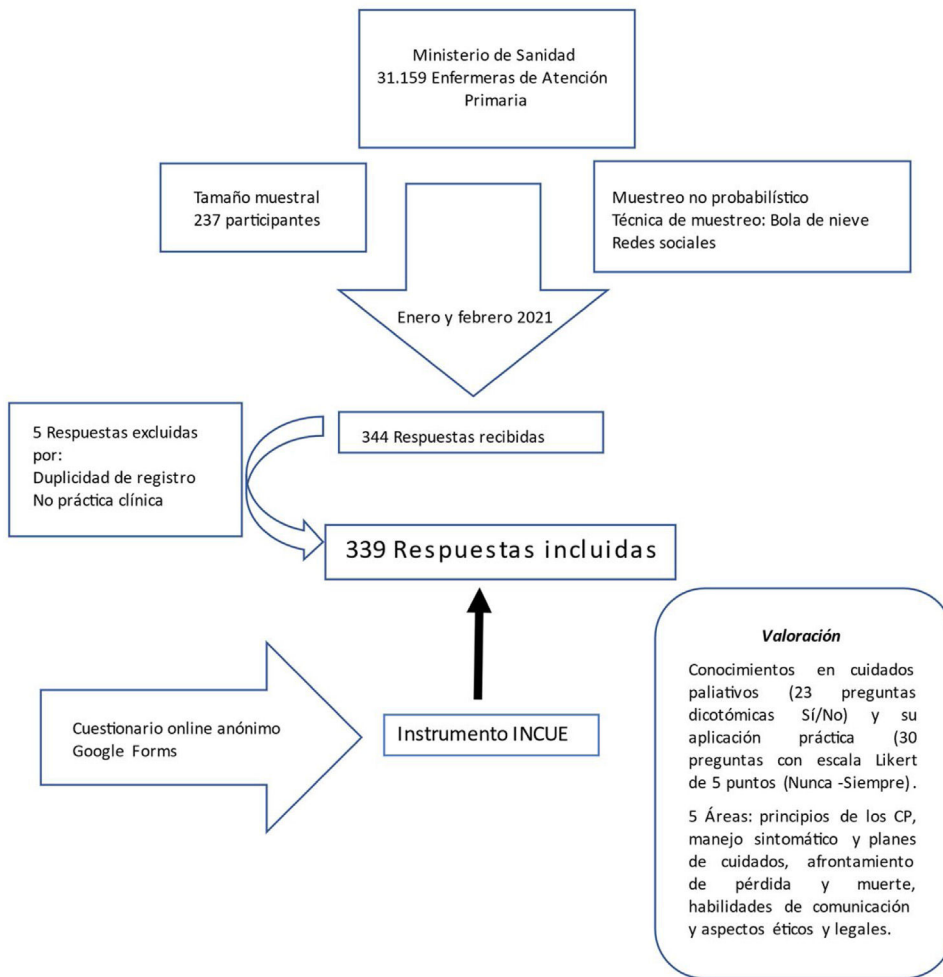 Ministerio de Sanidad
31.159 Enfermeras de Atención
Primaria
Tamaño muestral
237 participantes
Muestreo no probabilístico
Técnica de muestreo: Bola de nieve
Redes sociales
Enero y febrero 2021
5 Respuestas excluidas
por:
Duplicidad de registro
No práctica clínica
344 Respuestas recibidas
339 Respuestas incluidas
Cuestionario online anónimo
Google Forms
Instrumento INCUE
Valoración
Conocimientos en cuidados
paliativos (23 preguntas
dicotómicas Sí/No) y su
aplicación práctica (30
preguntas con escala Likert
de 5 puntos (Nunca -Siempre).
5 Áreas: principios de los CP,
manejo sintomático y planes
de cuidados, afrontamiento
de pérdida y muerte,
habilidades de comunicación
y aspectos éticos y legales.